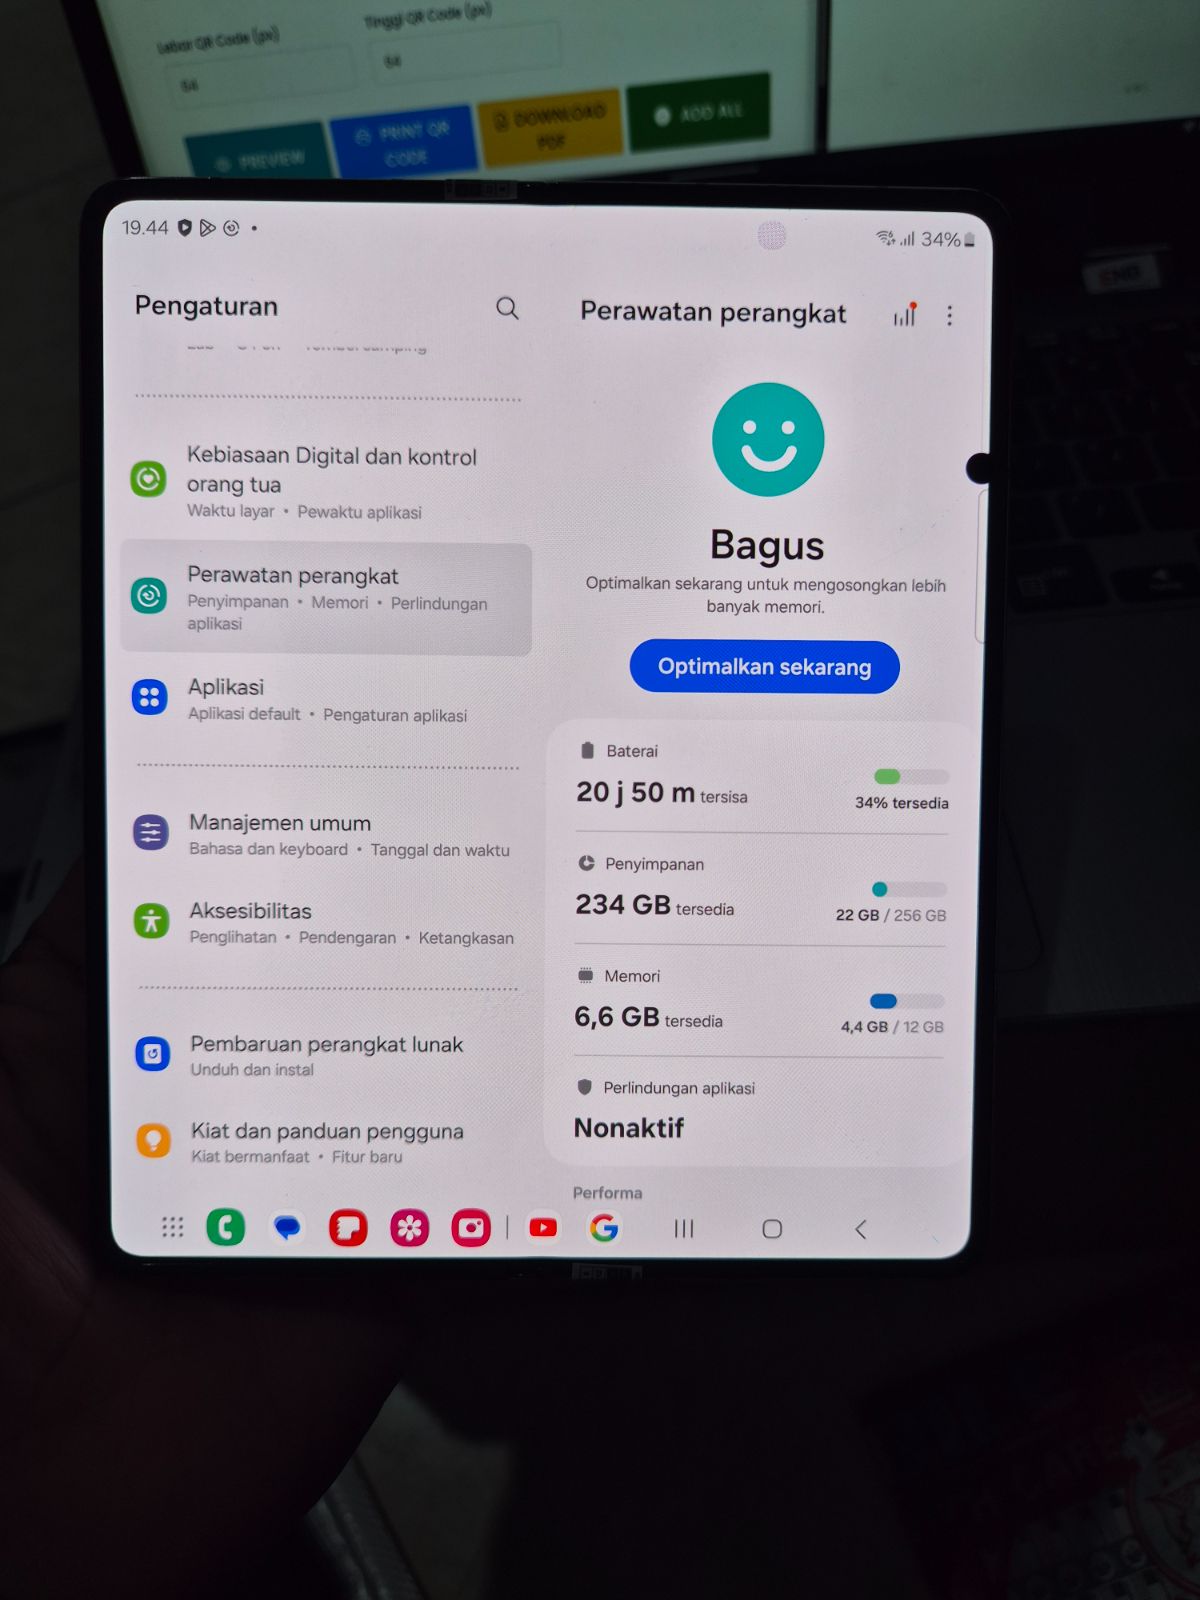 Lebar QR Code (px)
Tinggi QR Code (px)
64
64
PREVIEW
PRINT QR
CODE
DOWNLOAD
PDF
ADD ALL
19.44
34%
Pengaturan
Kebiasaan Digital dan kontrol
orang tua
Waktu layar • Pewaktu aplikasi
Perawatan perangkat
Penyimpanan • Memori • Perlindungan
aplikasi
Aplikasi
Aplikasi default • Pengaturan aplikasi
Manajemen umum
Bahasa dan keyboard • Tanggal dan waktu
Aksesibilitas
Penglihatan • Pendengaran • Ketangkasan
Pembaruan perangkat lunak
Unduh dan instal
Kiat dan panduan pengguna
Kiat bermanfaat • Fitur baru
Perawatan perangkat
Bagus
Optimalkan sekarang untuk mengosongkan lebih
banyak memori.
Optimalkan sekarang
Baterai
20 j 50 m tersisa
34% tersedia
Penyimpanan
234 GB tersedia
22 GB / 256 GB
Memori
6,6 GB tersedia
4,4 GB / 12 GB
Perlindungan aplikasi
Nonaktif
Performa